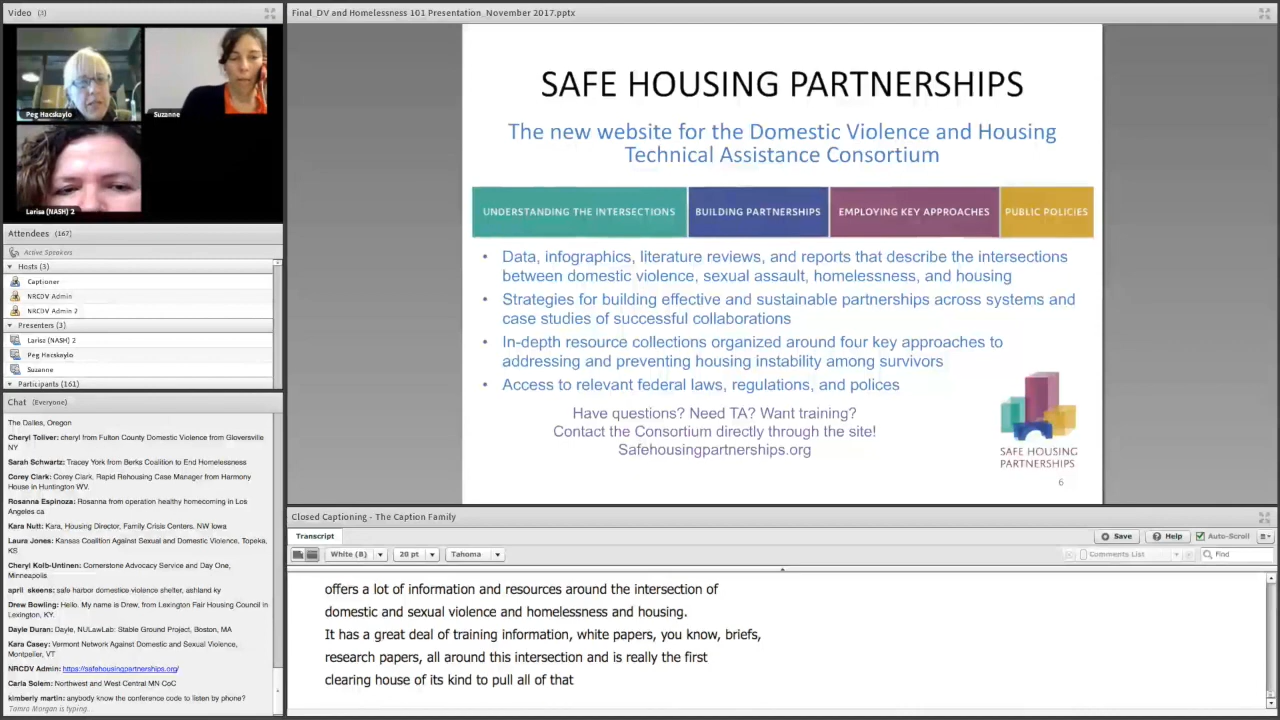 Video (3)
Peg Hacskaylo
Suzanne
Larisa (NASH) 2
Attendees (167)
Active Speakers
Hosts (3)
Captioner
NRCDV Admin
NRCDV Admin 2
Presenters (3)
Larisa (NASH) 2
Peg Hacskaylo
Suzanne
Participants (161)
Chat (Everyone)
The Dalles, Oregon
Cheryl Toliver: cheryl from Fulton County Domestic Violence from Gloversville
NY
Sarah Schwartz: Tracey York from Berks Coalition to End Homelessness
Corey Clark: Corey Clark, Rapid Rehousing Case Manager from Harmony
House in Huntington WV.
Rosanna Espinoza: Rosanna from operation healthy homecoming in Los
Angeles ca
Kara Nutt: Kara, Housing Director, Family Crisis Centers, NW Iowa
Laura Jones: Kansas Coalition Against Sexual and Domestic Violence, Topeka,
KS
Cheryl Kolb-Untinen: Cornerstone Advocacy Service and Day One,
Minneapolis
april skeens: safe harbor domestice violence shelter, ashland ky
Drew Bowling: Hello. My name is Drew, from Lexington Fair Housing Council in
Lexington, KY.
Dayle Duran: Dayle, NULawLab: Stable Ground Project, Boston, MA
Kara Casey: Vermont Network Against Domestic and Sexual Violence,
Montpelier, VT
NRCDV Admin: https://safehousingpartnerships.org/
Carla Solem: Northwest and West Central MN CoC
kimberly martin: anybody know the conference code to listen by phone?
Tamra Morgan is typing...
Final_DV and Homelessness 101 Presentation_November 2017.pptx
SAFE HOUSING PARTNERSHIPS
The new website for the Domestic Violence and Housing
Technical Assistance Consortium
UNDERSTANDING THE INTERSECTIONS
BUILDING PARTNERSHIPS
EMPLOYING KEY APPROACHES
PUBLIC POLICIES
• Data, infographics, literature reviews, and reports that describe the intersections
between domestic violence, sexual assault, homelessness, and housing
• Strategies for building effective and sustainable partnerships across systems and
case studies of successful collaborations
• In-depth resource collections organized around four key approaches to
addressing and preventing housing instability among survivors
• Access to relevant federal laws, regulations, and polices
Have questions? Need TA? Want training?
Contact the Consortium directly through the site!
Safehousingpartnerships.org
SAFE HOUSING
PARTNERSHIPS
6
Closed Captioning - The Caption Family
Transcript
Save
Help
Auto-Scroll
White (B)
20 pt
Tahoma
Comments List
Find
offers a lot of information and resources around the intersection of
domestic and sexual violence and homelessness and housing.
It has a great deal of training information, white papers, you know, briefs,
research papers, all around this intersection and is really the first
clearing house of its kind to pull all of that